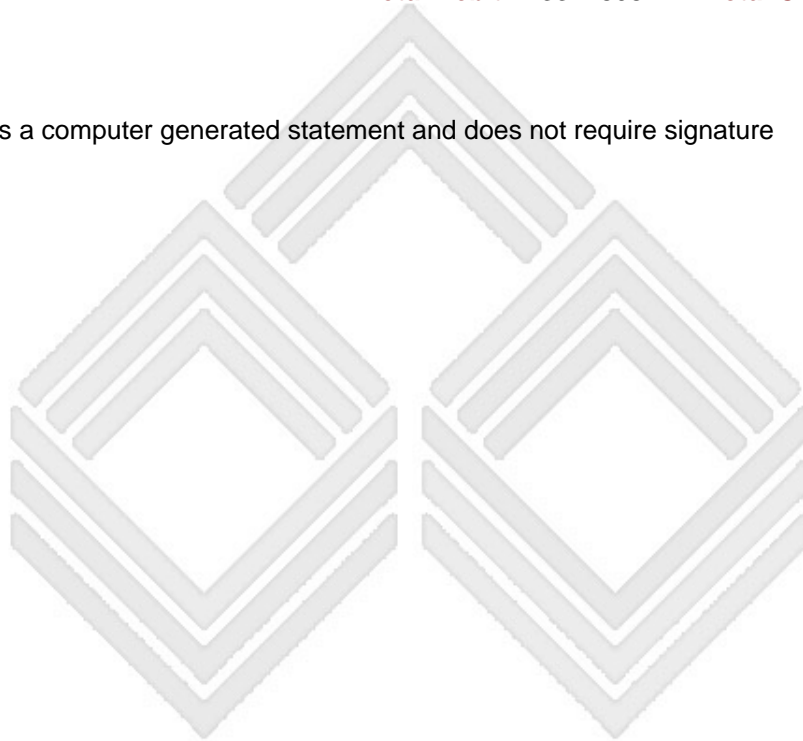 s a computer generated statement and does not require signature